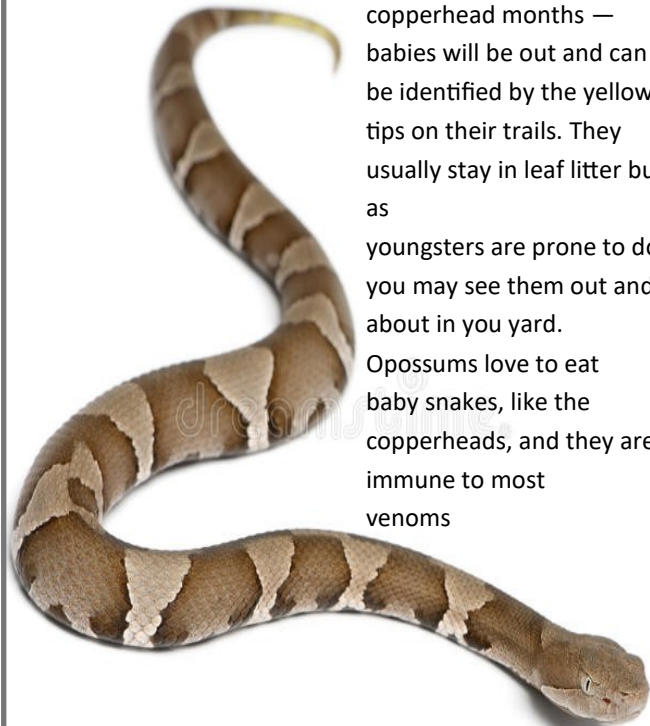 copperhead months —
babies will be out and can
be identified by the yellow
tips on their trails. They
usually stay in leaf litter bu
as
youngsters are prone to do
you may see them out and
about in you yard.
Opossums love to eat
baby snakes, like the
copperheads, and they are
immune to most
venoms
dreamstime